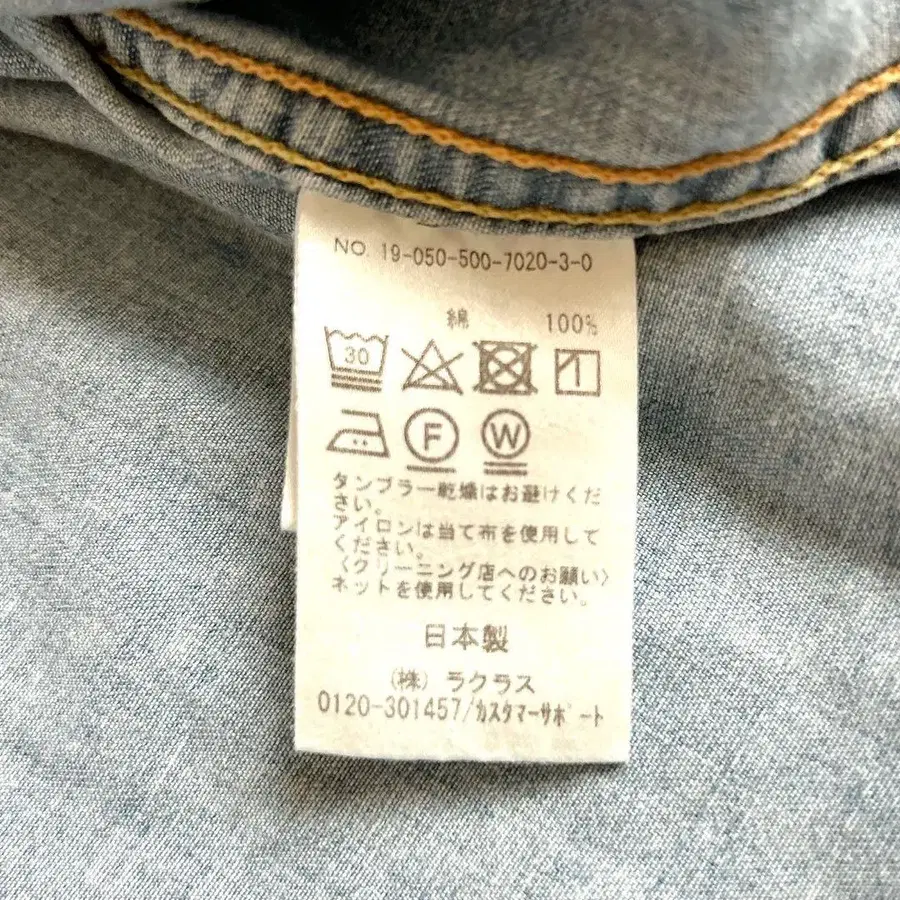 NO. 19-050-500-7020-3-0
綿 100%
30
F W
タンブラー乾燥はお避けくだ
さい。
アイロンは当て布を使用して
ください。
〈クリーニング店へのお願い〉
ネットを使用してください。
日本製
(株) ラクラス
0120-301457/ｶｽﾀﾏｰｻﾎﾟｰﾄ